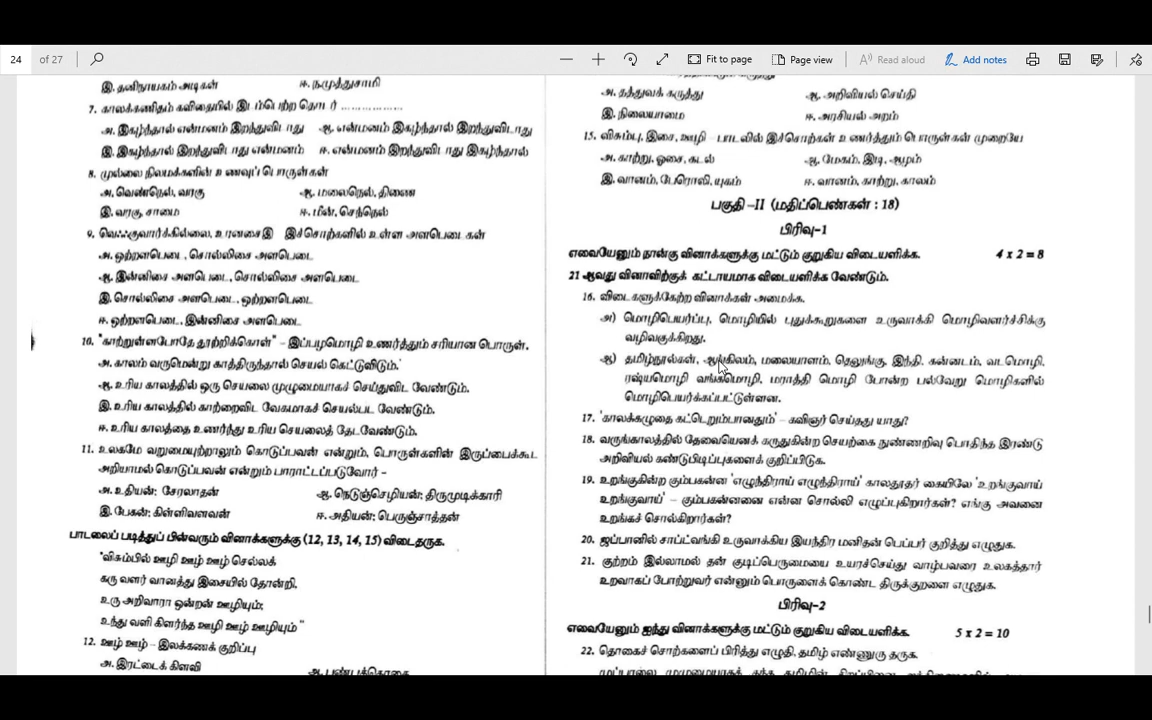 24 of 27
Fit to page
Page view
Read aloud
Add notes
இ. தனிநாயகம் அடிகள் ஈ. ந.முத்துசாமி
7. காலக்கணிதம் கவிதையில் இடம்பெற்ற தொடர் ..................
அ. இகழ்ந்தால் என்மனம் இறந்துவிடாது ஆ. என்மனம் இகழ்ந்தால் இறந்துவிடாது
இ. இகழ்ந்தால் இறந்துவிடாது என்மனம் ஈ. என்மனம் இறந்துவிடாது இகழ்ந்தால்
8. முல்லை நிலமக்களின் உணவுப் பொருள்கள்
அ. வெண்நெல், வரகு ஆ. மலைநெல், திணை
இ. வரகு, சாமை ஈ. மீன், செந்நெல்
9. வெஃகுவார்க்கில்லை, உரனசைஇ இச்சொற்களில் உள்ள அளபெடைகள்
அ. ஒற்றளபெடை, சொல்லிசை அளபெடை
ஆ. இன்னிசை அளபெடை, சொல்லிசை அளபெடை
இ. சொல்லிசை அளபெடை, ஒற்றளபெடை
ஈ. ஒற்றளபெடை, இன்னிசை அளபெடை
10. "காற்றுள்ளபோதே தூற்றிக்கொள்" – இப்பழமொழி உணர்த்தும் சரியான பொருள்.
அ. காலம் வருமென்று காத்திருந்தால் செயல் கெட்டுவிடும்.
ஆ. உரிய காலத்தில் ஒரு செயலை முழுமையாகச் செய்துவிட வேண்டும்.
இ. உரிய காலத்தில் காற்றைவிட வேகமாகச் செயல்பட வேண்டும்.
ஈ. உரிய காலத்தை உணர்ந்து உரிய செயலைத் தேடவேண்டும்.
11. உலகமே வறுமையுற்றாலும் கொடுப்பவன் என்றும், பொருள்களின் இருப்பைக்கூட
அறியாமல் கொடுப்பவன் என்றும் பாராட்டப்படுவோர் –
அ. உதியன்; சேரலாதன் ஆ. நெடுஞ்செழியன்; திருமுடிக்காரி
இ. பேகன்; கிள்ளிவளவன் ஈ. அதியன்; பெருஞ்சாத்தன்
பாடலைப் படித்துப் பின்வரும் வினாக்களுக்கு (12, 13, 14, 15) விடைதருக.
"விசும்பில் ஊழி ஊழ் ஊழ் செல்லக்
கரு வளர் வானத்து இசையில் தோன்றி,
உரு அறிவாரா ஒன்றன் ஊழியும்;
உந்து வளி கிளர்ந்த ஊழி ஊழ் ஊழியும்"
12. ஊழ் ஊழ் – இலக்கணக் குறிப்பு
அ. இரட்டைக் கிளவி ஆ. பண்புத்தொகை
அ. தத்துவக் கருத்து ஆ. அறிவியல் செய்தி
இ. நிலையாமை ஈ. அரசியல் அறம்
15. விசும்பு, இசை, ஊழி – பாடலில் இச்சொற்கள் உணர்த்தும் பொருள்கள் முறையே
அ. காற்று, ஓசை, கடல் ஆ. மேகம், இடி, ஆழம்
இ. வானம், பேரொலி, யுகம் ஈ. வானம், காற்று, காலம்
பகுதி –II (மதிப்பெண்கள் : 18)
பிரிவு-1
எவையேனும் நான்கு வினாக்களுக்கு மட்டும் குறுகிய விடையளிக்க. 4 x 2 = 8
21 ஆவது வினாவிற்குக் கட்டாயமாக விடையளிக்க வேண்டும்.
16. விடைகளுக்கேற்ற வினாக்கள் அமைக்க.
அ) மொழிபெயர்ப்பு, மொழியில் புதுக்கூறுகளை உருவாக்கி மொழிவளர்ச்சிக்கு
வழிவகுக்கிறது.
ஆ) தமிழ்நூல்கள், ஆங்கிலம், மலையாளம், தெலுங்கு, இந்தி, கன்னடம், வடமொழி,
ரஷ்யமொழி வங்கமொழி, மராத்தி மொழி போன்ற பல்வேறு மொழிகளில்
மொழிபெயர்க்கப்பட்டுள்ளன.
17. 'காலக்கழுதை கட்டெறும்பானதும்' – கவிஞர் செய்தது யாது?
18. வருங்காலத்தில் தேவையெனக் கருதுகின்ற செயற்கை நுண்ணறிவு பொதிந்த இரண்டு
அறிவியல் கண்டுபிடிப்புகளைக் குறிப்பிடுக.
19. உறங்குகின்ற கும்பகன்ன 'எழுந்திராய் எழுந்திராய்' காலதூதர் கையிலே 'உறங்குவாய்
உறங்குவாய்' – கும்பகன்னனை என்ன சொல்லி எழுப்புகிறார்கள்? எங்கு அவனை
உறங்கச் சொல்கிறார்கள்?
20. ஜப்பானில் சாப்ட்வங்கி உருவாக்கிய இயந்திர மனிதன் பெப்பர் குறித்து எழுதுக.
21. குற்றம் இல்லாமல் தன் குடிப்பெருமையை உயரச்செய்து வாழ்பவரை உலகத்தார்
உறவாகப் போற்றுவர் என்னும் பொருளைக் கொண்ட திருக்குறளை எழுதுக.
பிரிவு-2
எவையேனும் ஐந்து வினாக்களுக்கு மட்டும் குறுகிய விடையளிக்க. 5 x 2 = 10
22. தொகைச் சொற்களைப் பிரித்து எழுதி, தமிழ் எண்ணுரு தருக.